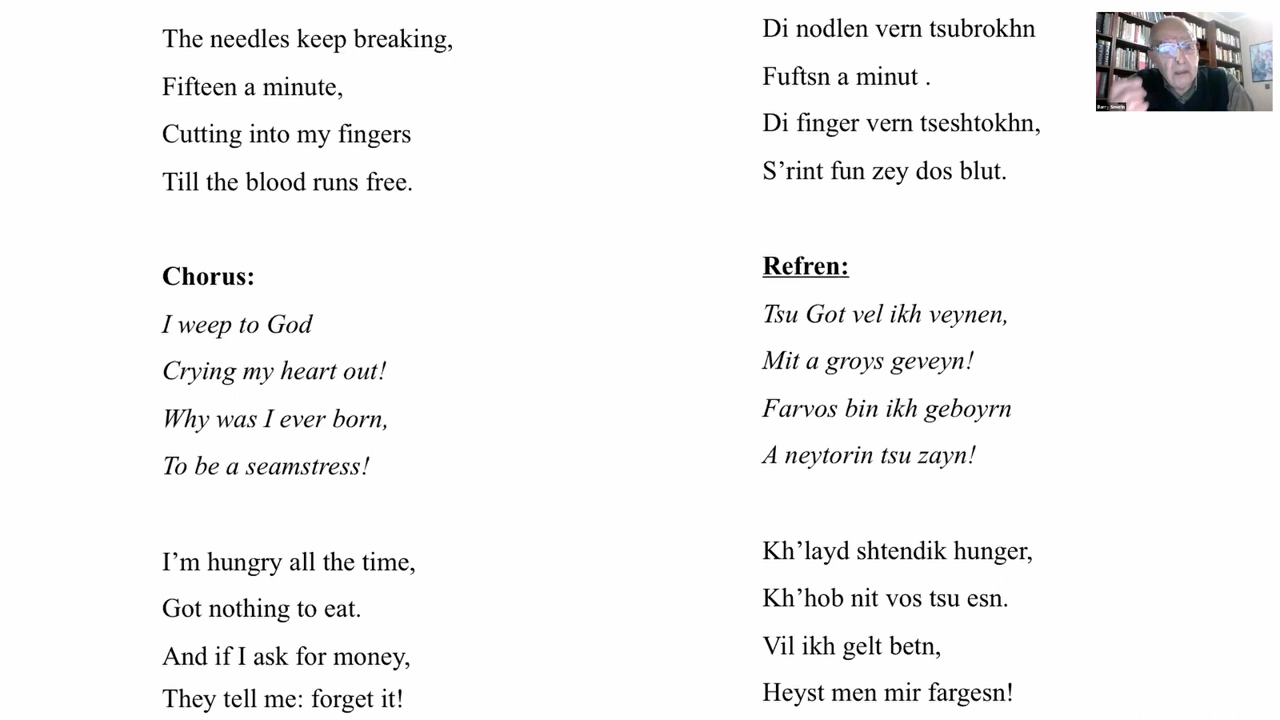 The needles keep breaking,
Fifteen a minute,
Cutting into my fingers
Till the blood runs free.
Chorus:
I weep to God
Crying my heart out!
Why was I ever born,
To be a seamstress!
I'm hungry all the time,
Got nothing to eat.
And if I ask for money,
They tell me: forget it!
Di nodlen vern tsubrokhn
Fuftsn a minut .
Di finger vern tseshtokhn,
S'rint fun zey dos blut.
Refren:
Tsu Got vel ikh veynen,
Mit a groys geveyn!
Farvos bin ikh geboyrn
A neytorin tsu zayn!
Kh'layd shtendik hunger,
Kh'hob nit vos tsu esn.
Vil ikh gelt betn,
Heyst men mir fargesn!
Barry